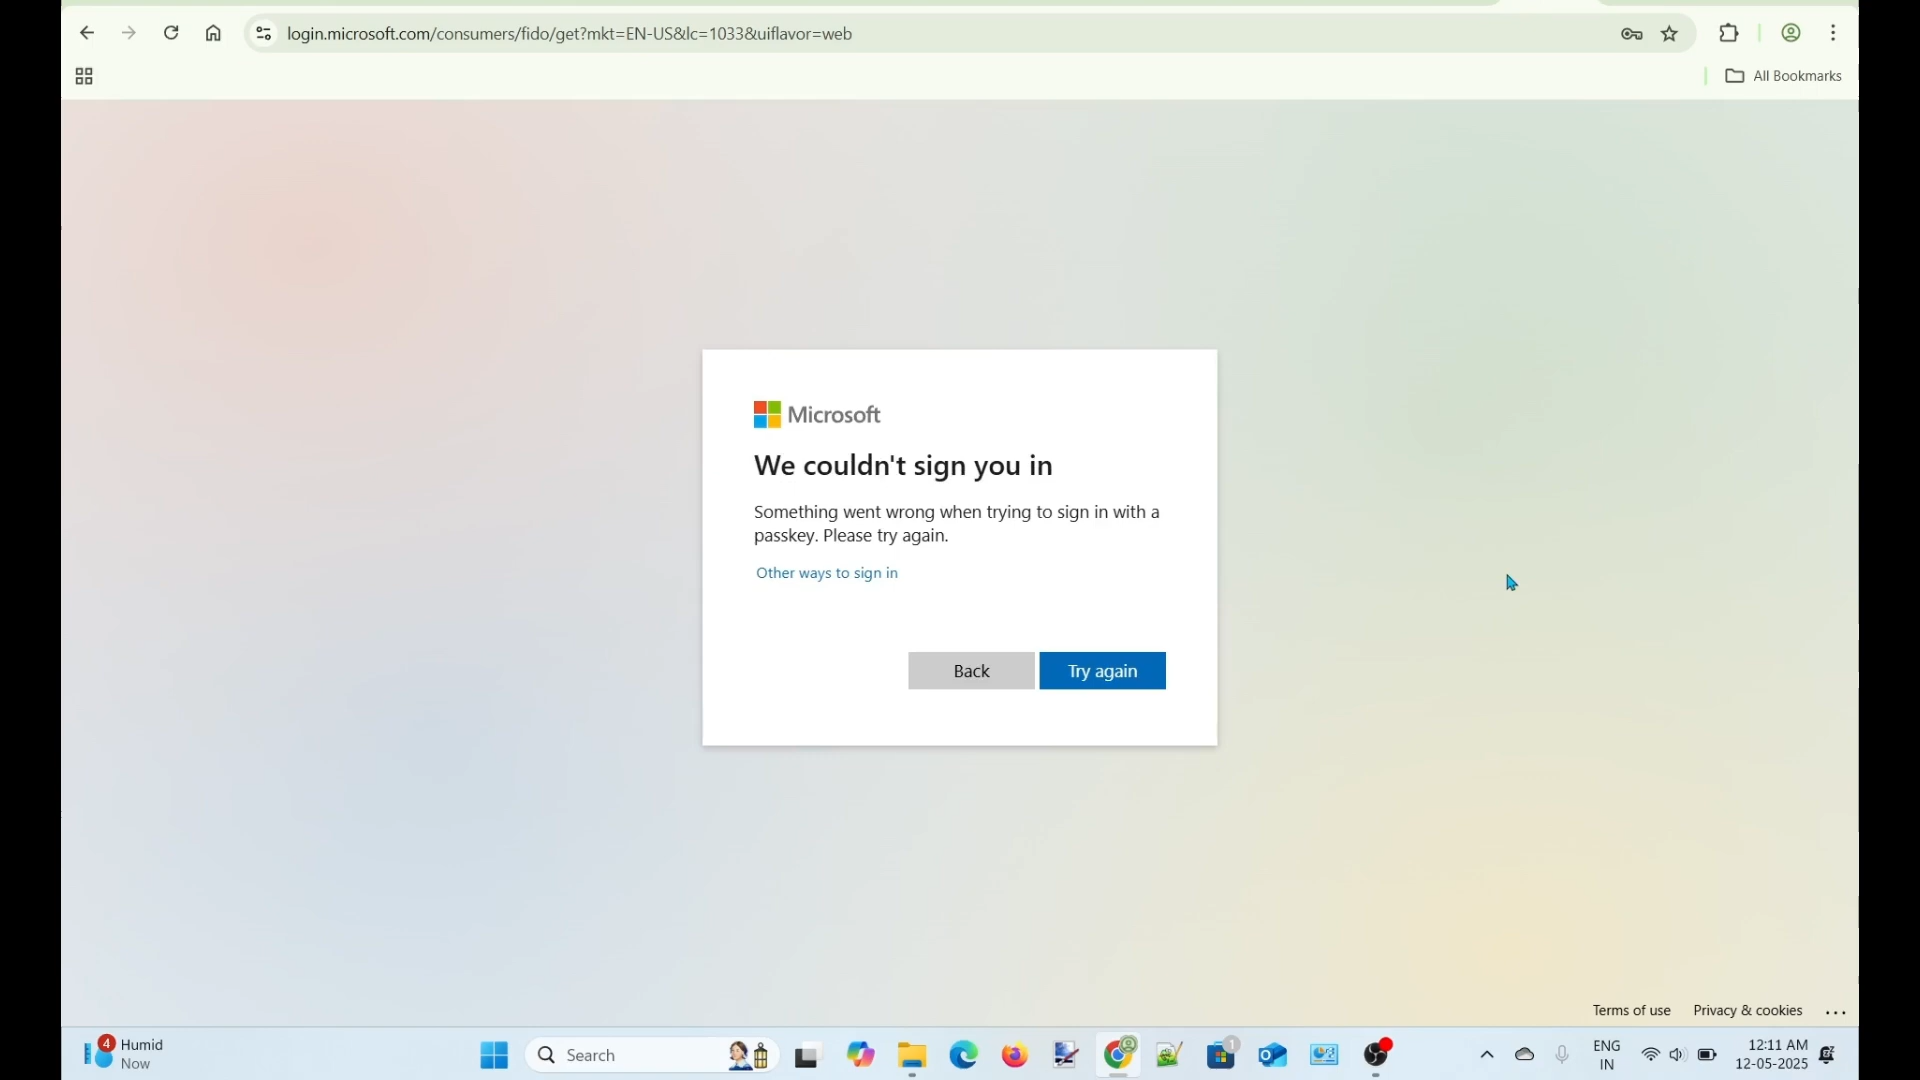 login.microsoft.com/consumers/fido/get?mkt=EN-US&lc=1033&uiflavor=web
All Bookmarks
Microsoft
We couldn't sign you in
Something went wrong when trying to sign in with a
passkey. Please try again.
Other ways to sign in
Back
Try again
Terms of use
Privacy & cookies
4
Humid
Now
Search
1
ENG
IN
12:11 AM
12-05-2025